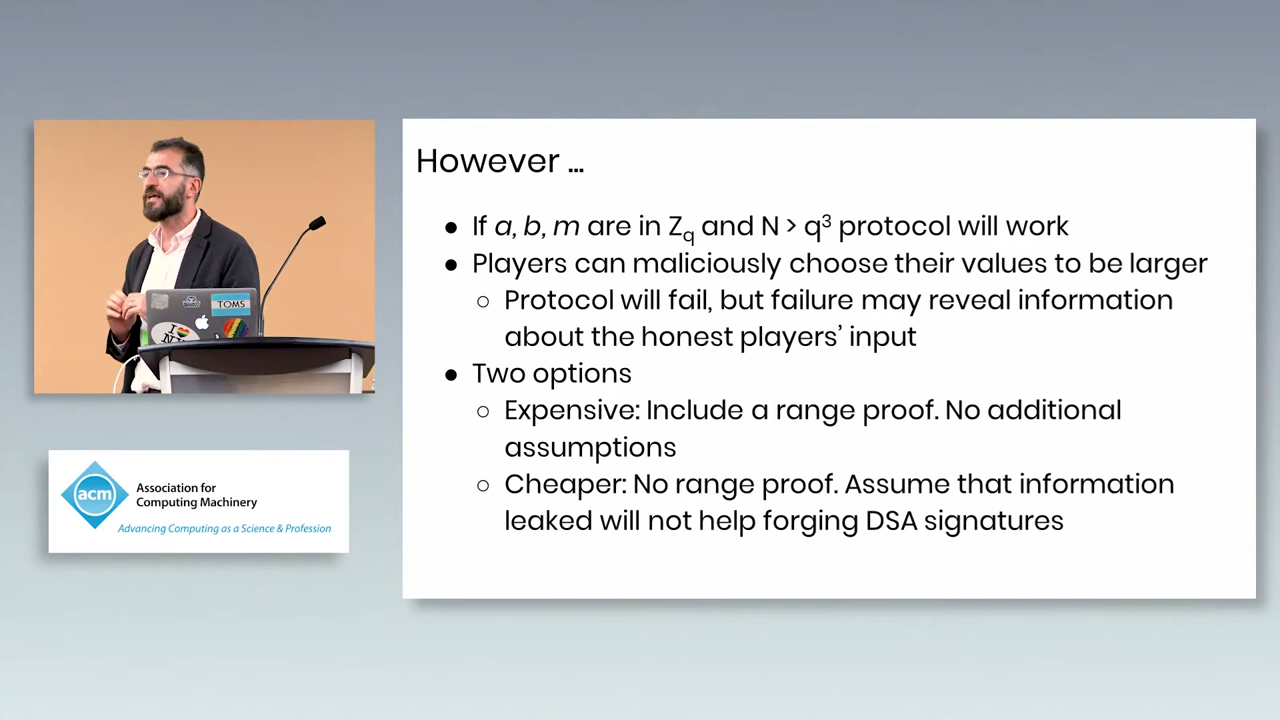 However ...
● If a, b, m are in Zq and N > q³ protocol will work
● Players can maliciously choose their values to be larger
○ Protocol will fail, but failure may reveal information
about the honest players’ input
● Two options
○ Expensive: Include a range proof. No additional
assumptions
○ Cheaper: No range proof. Assume that information
leaked will not help forging DSA signatures
TOMS
acm
Association for
Computing Machinery
Advancing Computing as a Science & Profession